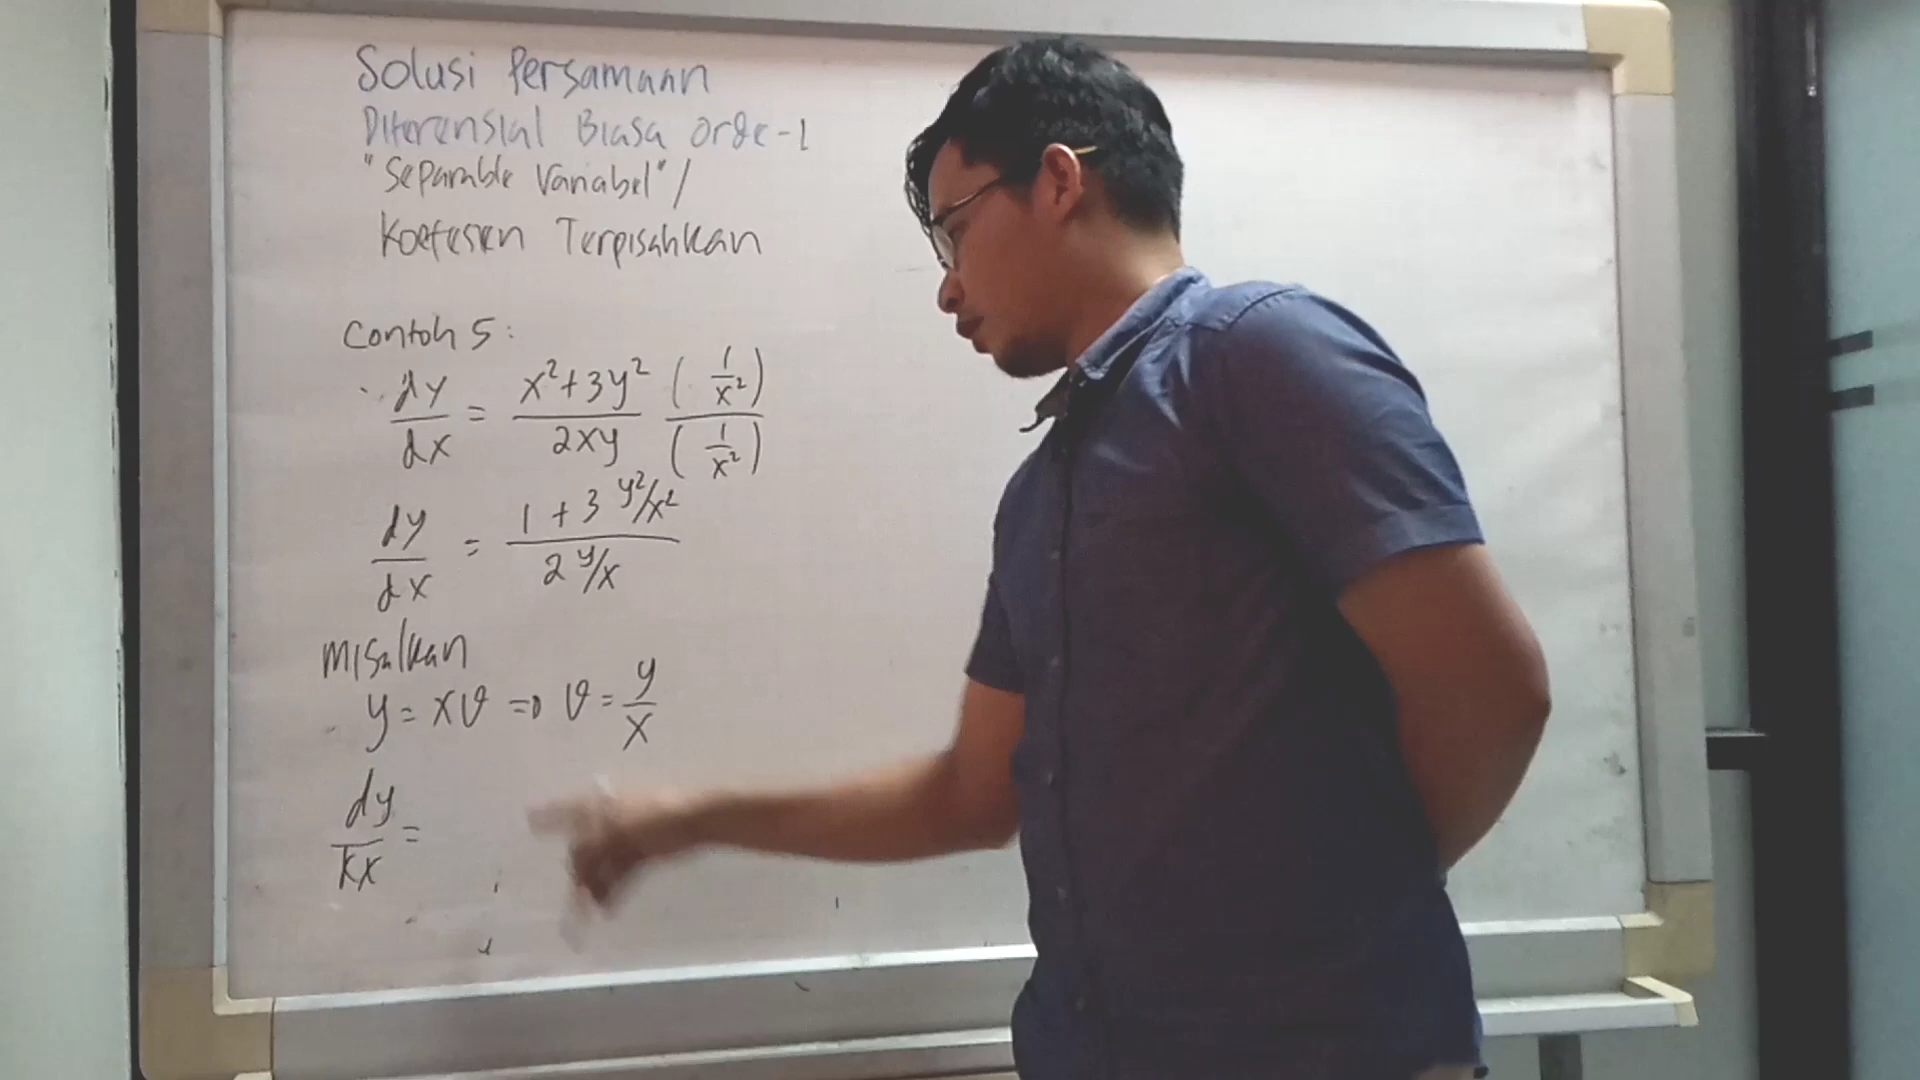 Solusi Persamaan
Diferensial Biasa Orde-1
"Separable Variabel" /
Koefesien Terpisahkan
Contoh 5:
dy/dx = (x²+3y²)/(2xy) (1/x²)/(1/x²)
dy/dx = (1 + 3 y²/x²)/(2 y/x)
Misalkan
y = xv => v = y/x
dy/kx =